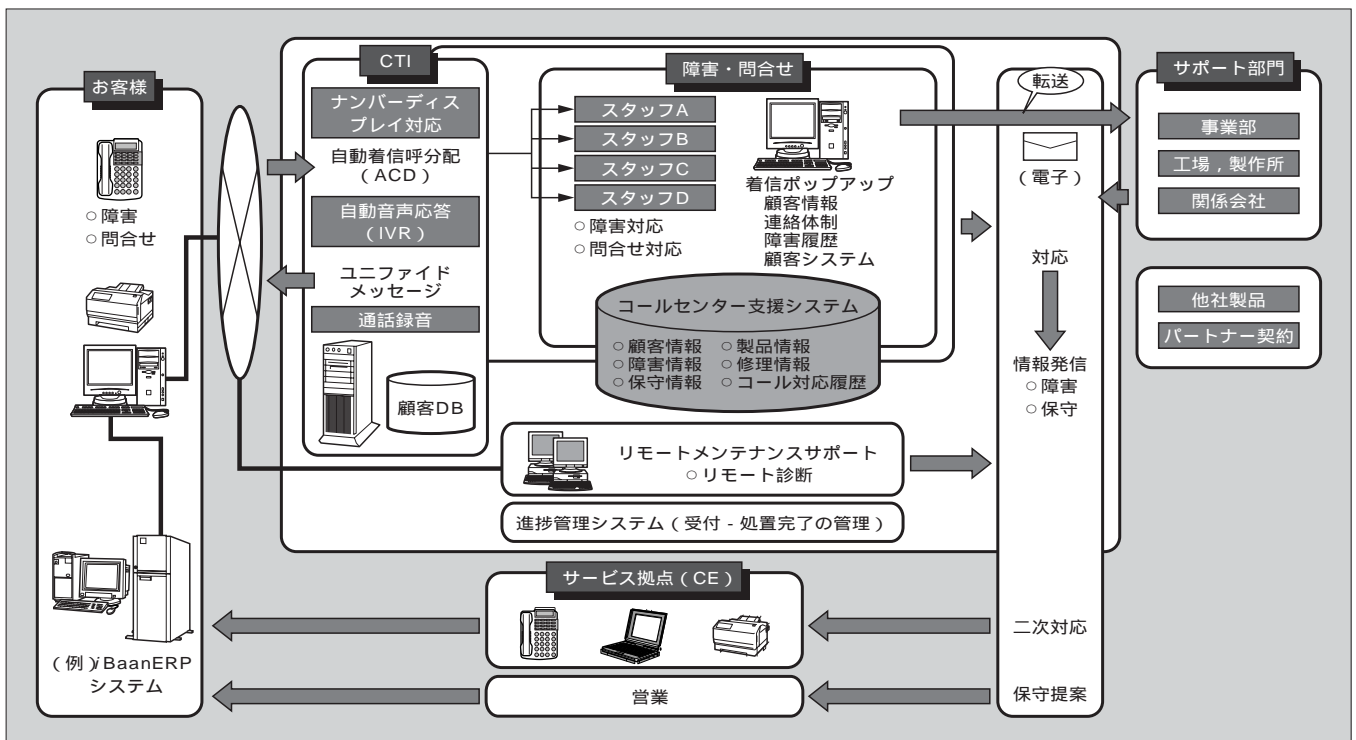 お客様
○障害
○問合せ
(例)iBaanERP
システム
CTI
ナンバーディス
プレイ対応
自動着信呼分配
(ACD)
自動音声応答
(IVR)
ユニファイド
メッセージ
通話録音
顧客DB
障害・問合せ
スタッフA
スタッフB
スタッフC
スタッフD
○障害対応
○問合せ対応
着信ポップアップ
顧客情報
連絡体制
障害履歴
顧客システム
コールセンター支援システム
○顧客情報 ○製品情報
○障害情報 ○修理情報
○保守情報 ○コール対応履歴
リモートメンテナンスサポート
○リモート診断
進捗管理システム(受付 - 処置完了の管理)
サービス拠点(CE)
営業
転送
(電子)
対応
情報発信
○障害
○保守
二次対応
保守提案
サポート部門
事業部
工場,製作所
関係会社
他社製品
パートナー契約